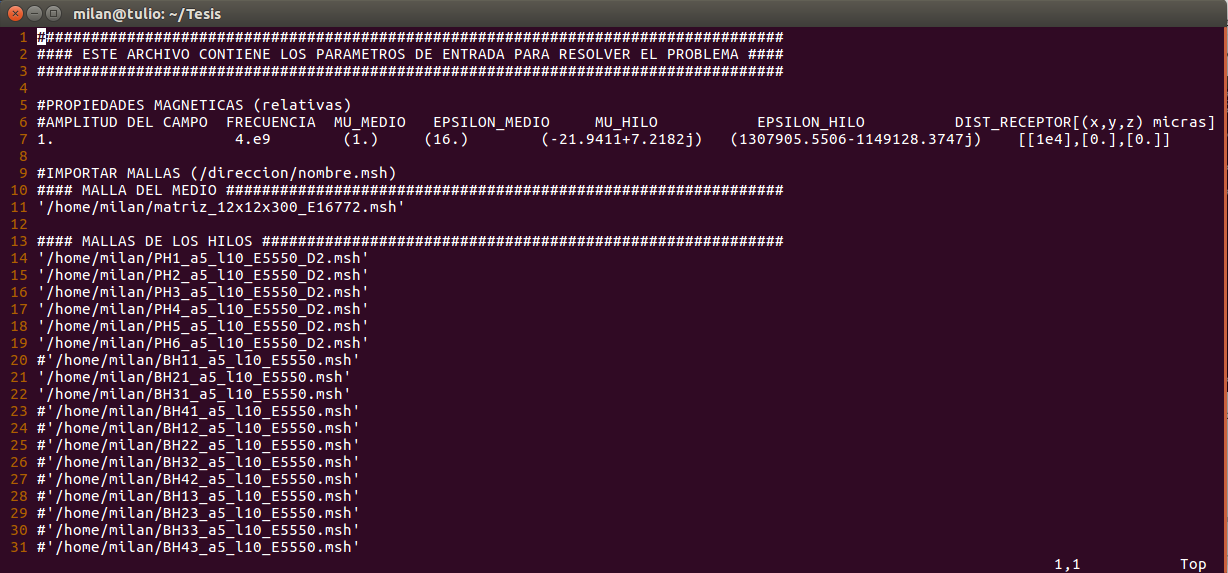 milan@tulio: ~/Tesis
1 ###################################################################################
2 #### ESTE ARCHIVO CONTIENE LOS PARAMETROS DE ENTRADA PARA RESOLVER EL PROBLEMA ####
3 ###################################################################################
4
5 #PROPIEDADES MAGNETICAS (relativas)
6 #AMPLITUD DEL CAMPO  FRECUENCIA  MU_MEDIO   EPSILON_MEDIO     MU_HILO           EPSILON_HILO          DIST_RECEPTOR[(x,y,z) micras]
7 1.                    4.e9        (1.)     (16.)        (-21.9411+7.2182j)   (1307905.5506-1149128.3747j)    [[1e4],[0.],[0.]]
8
9 #IMPORTAR MALLAS (/direccion/nombre.msh)
10 #### MALLA DEL MEDIO ##############################################################
11 '/home/milan/matriz_12x12x300_E16772.msh'
12
13 #### MALLAS DE LOS HILOS ##########################################################
14 '/home/milan/PH1_a5_l10_E5550_D2.msh'
15 '/home/milan/PH2_a5_l10_E5550_D2.msh'
16 '/home/milan/PH3_a5_l10_E5550_D2.msh'
17 '/home/milan/PH4_a5_l10_E5550_D2.msh'
18 '/home/milan/PH5_a5_l10_E5550_D2.msh'
19 '/home/milan/PH6_a5_l10_E5550_D2.msh'
20 #'/home/milan/BH11_a5_l10_E5550.msh'
21 '/home/milan/BH21_a5_l10_E5550.msh'
22 '/home/milan/BH31_a5_l10_E5550.msh'
23 #'/home/milan/BH41_a5_l10_E5550.msh'
24 #'/home/milan/BH12_a5_l10_E5550.msh'
25 #'/home/milan/BH22_a5_l10_E5550.msh'
26 #'/home/milan/BH32_a5_l10_E5550.msh'
27 #'/home/milan/BH42_a5_l10_E5550.msh'
28 #'/home/milan/BH13_a5_l10_E5550.msh'
29 #'/home/milan/BH23_a5_l10_E5550.msh'
30 #'/home/milan/BH33_a5_l10_E5550.msh'
31 #'/home/milan/BH43_a5_l10_E5550.msh'
1,1 Top